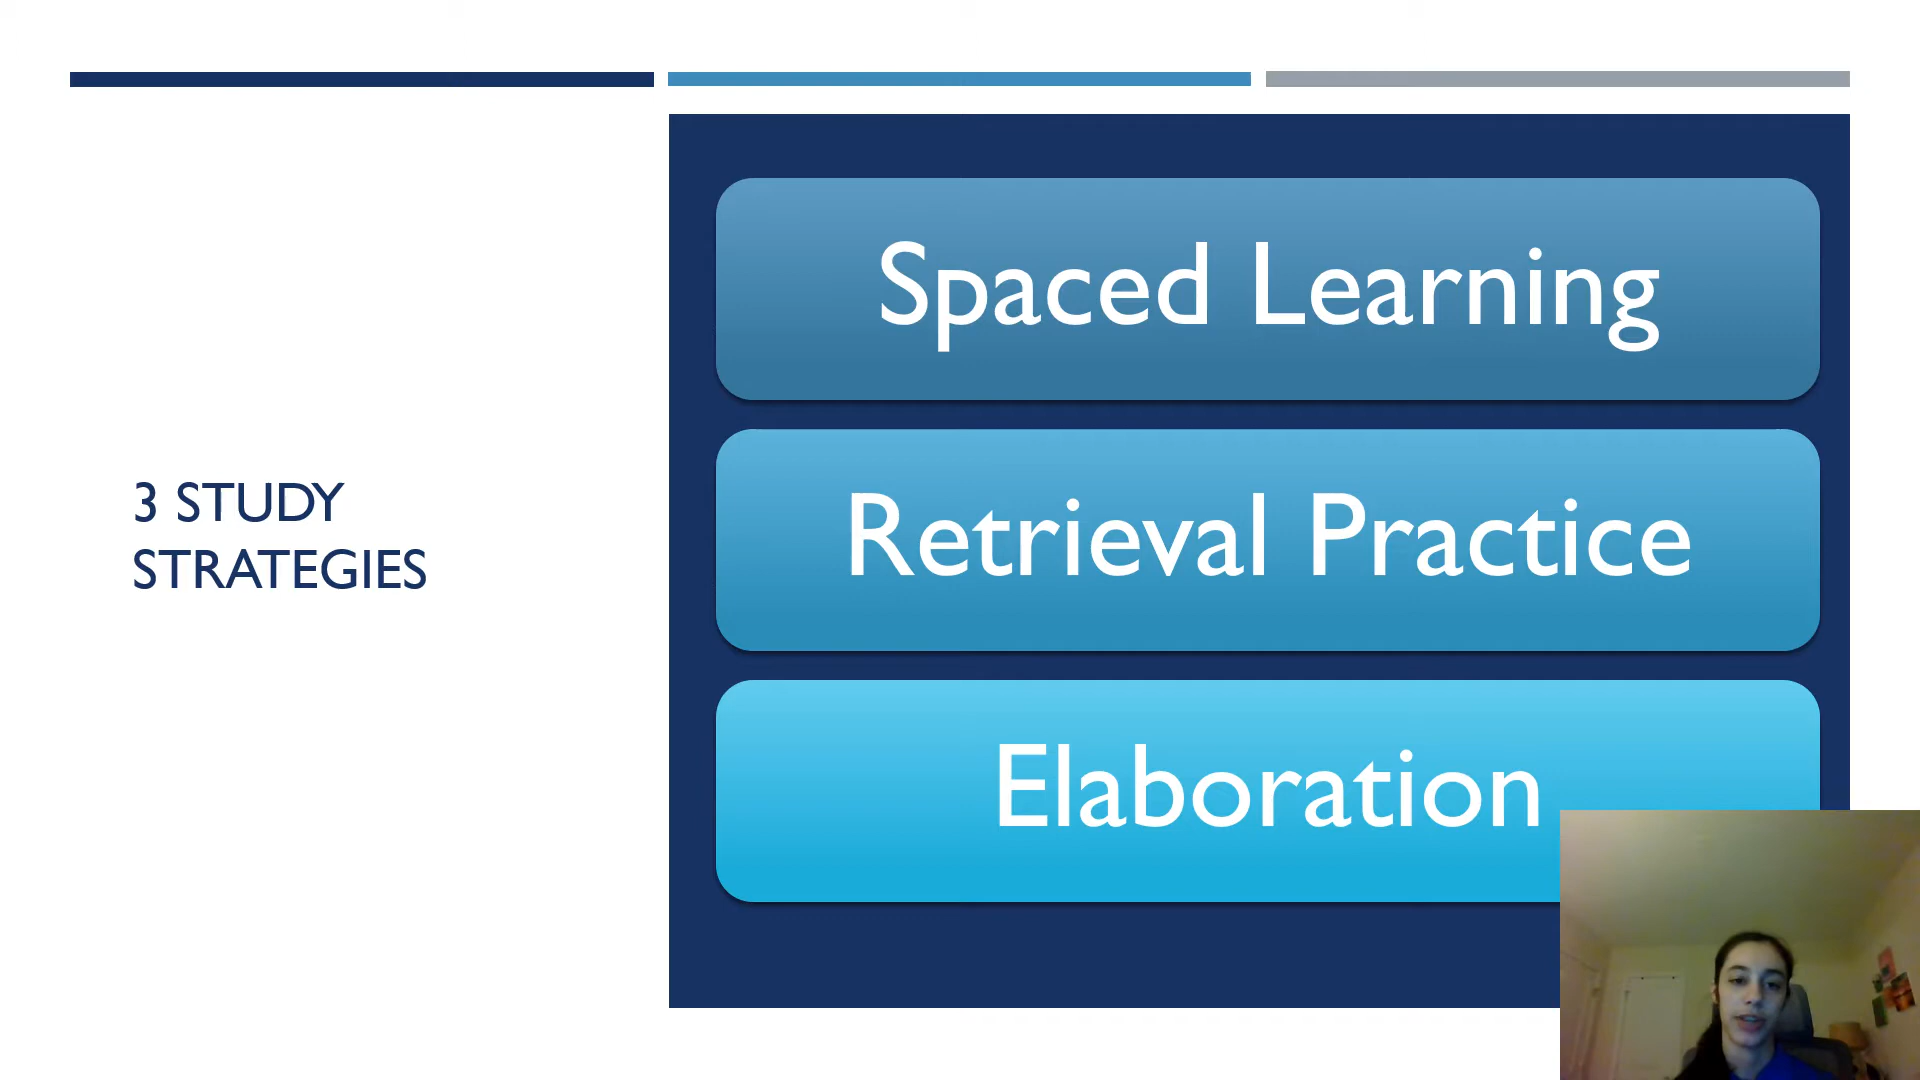 3 STUDY
STRATEGIES
Spaced Learning
Retrieval Practice
Elaboration